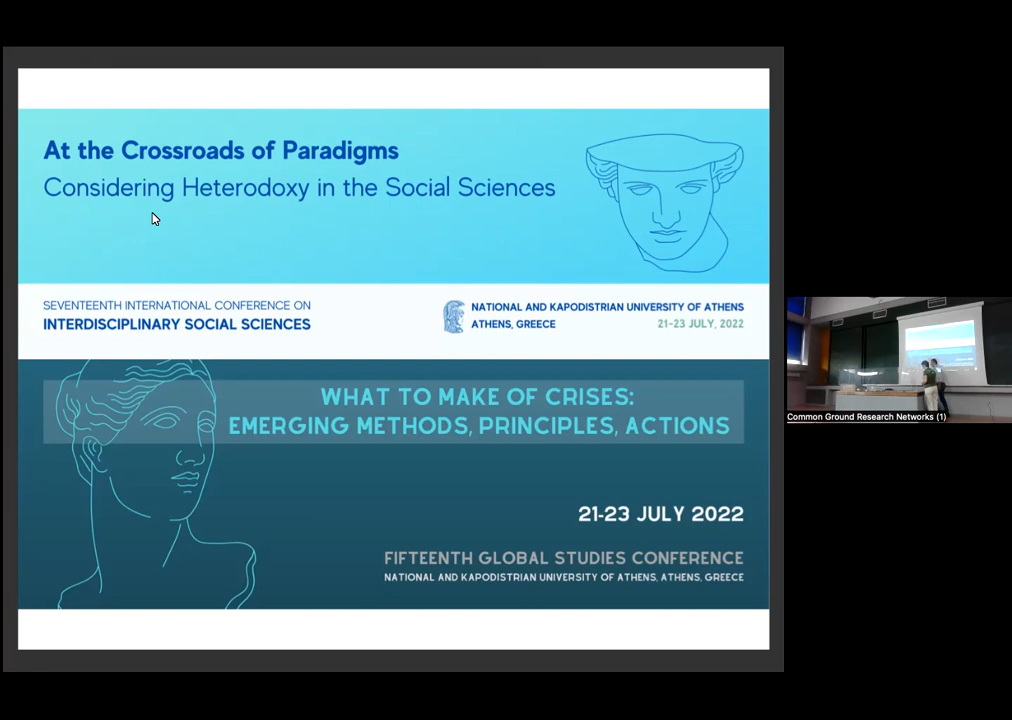 At the Crossroads of Paradigms
Considering Heterodoxy in the Social Sciences
SEVENTEENTH INTERNATIONAL CONFERENCE ON
INTERDISCIPLINARY SOCIAL SCIENCES
NATIONAL AND KAPODISTRIAN UNIVERSITY OF ATHENS
ATHENS, GREECE
21-23 JULY, 2022
WHAT TO MAKE OF CRISES:
EMERGING METHODS, PRINCIPLES, ACTIONS
21-23 JULY 2022
FIFTEENTH GLOBAL STUDIES CONFERENCE
NATIONAL AND KAPODISTRIAN UNIVERSITY OF ATHENS, ATHENS, GREECE
Common Ground Research Networks (1)